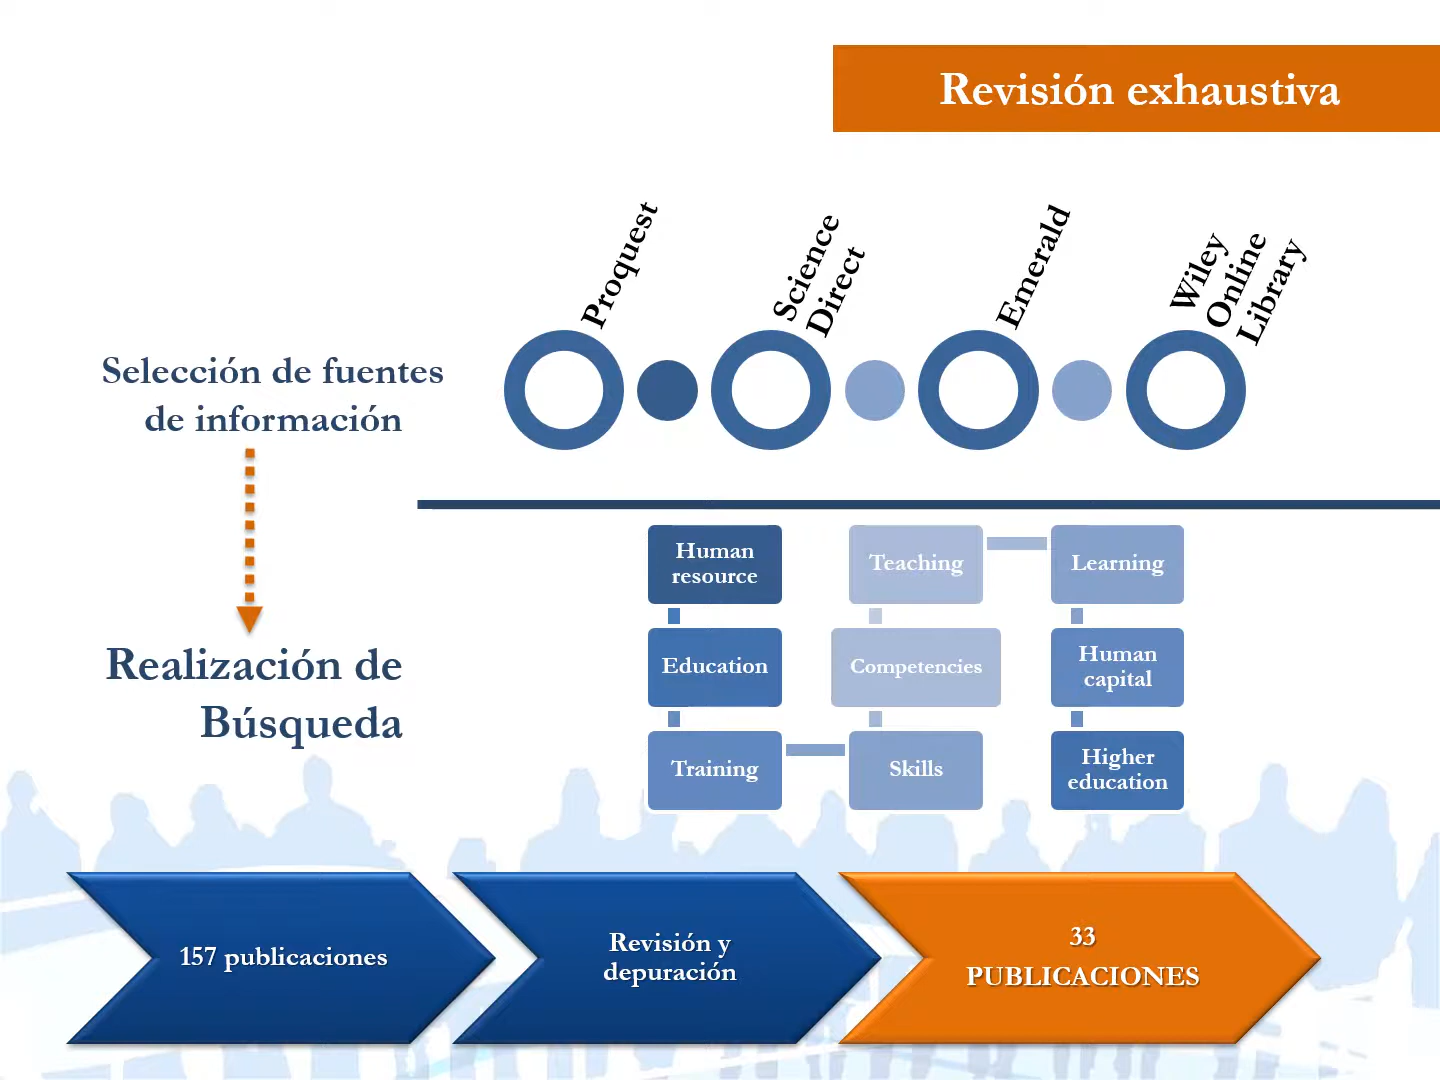 Revisión exhaustiva
Proquest
Science
Direct
Emerald
Wiley
Online
Library
Selección de fuentes
de información
Realización de
Búsqueda
Human
resource
Education
Training
Skills
Competencies
Teaching
Learning
Human
capital
Higher
education
157 publicaciones
Revisión y
depuración
33
PUBLICACIONES